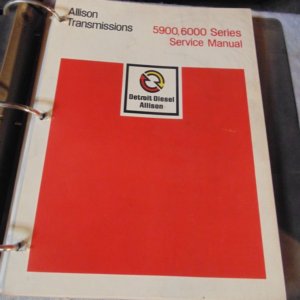 Allison
Transmissions
5900, 6000 Series
Service Manual
Detroit Diesel
Allison